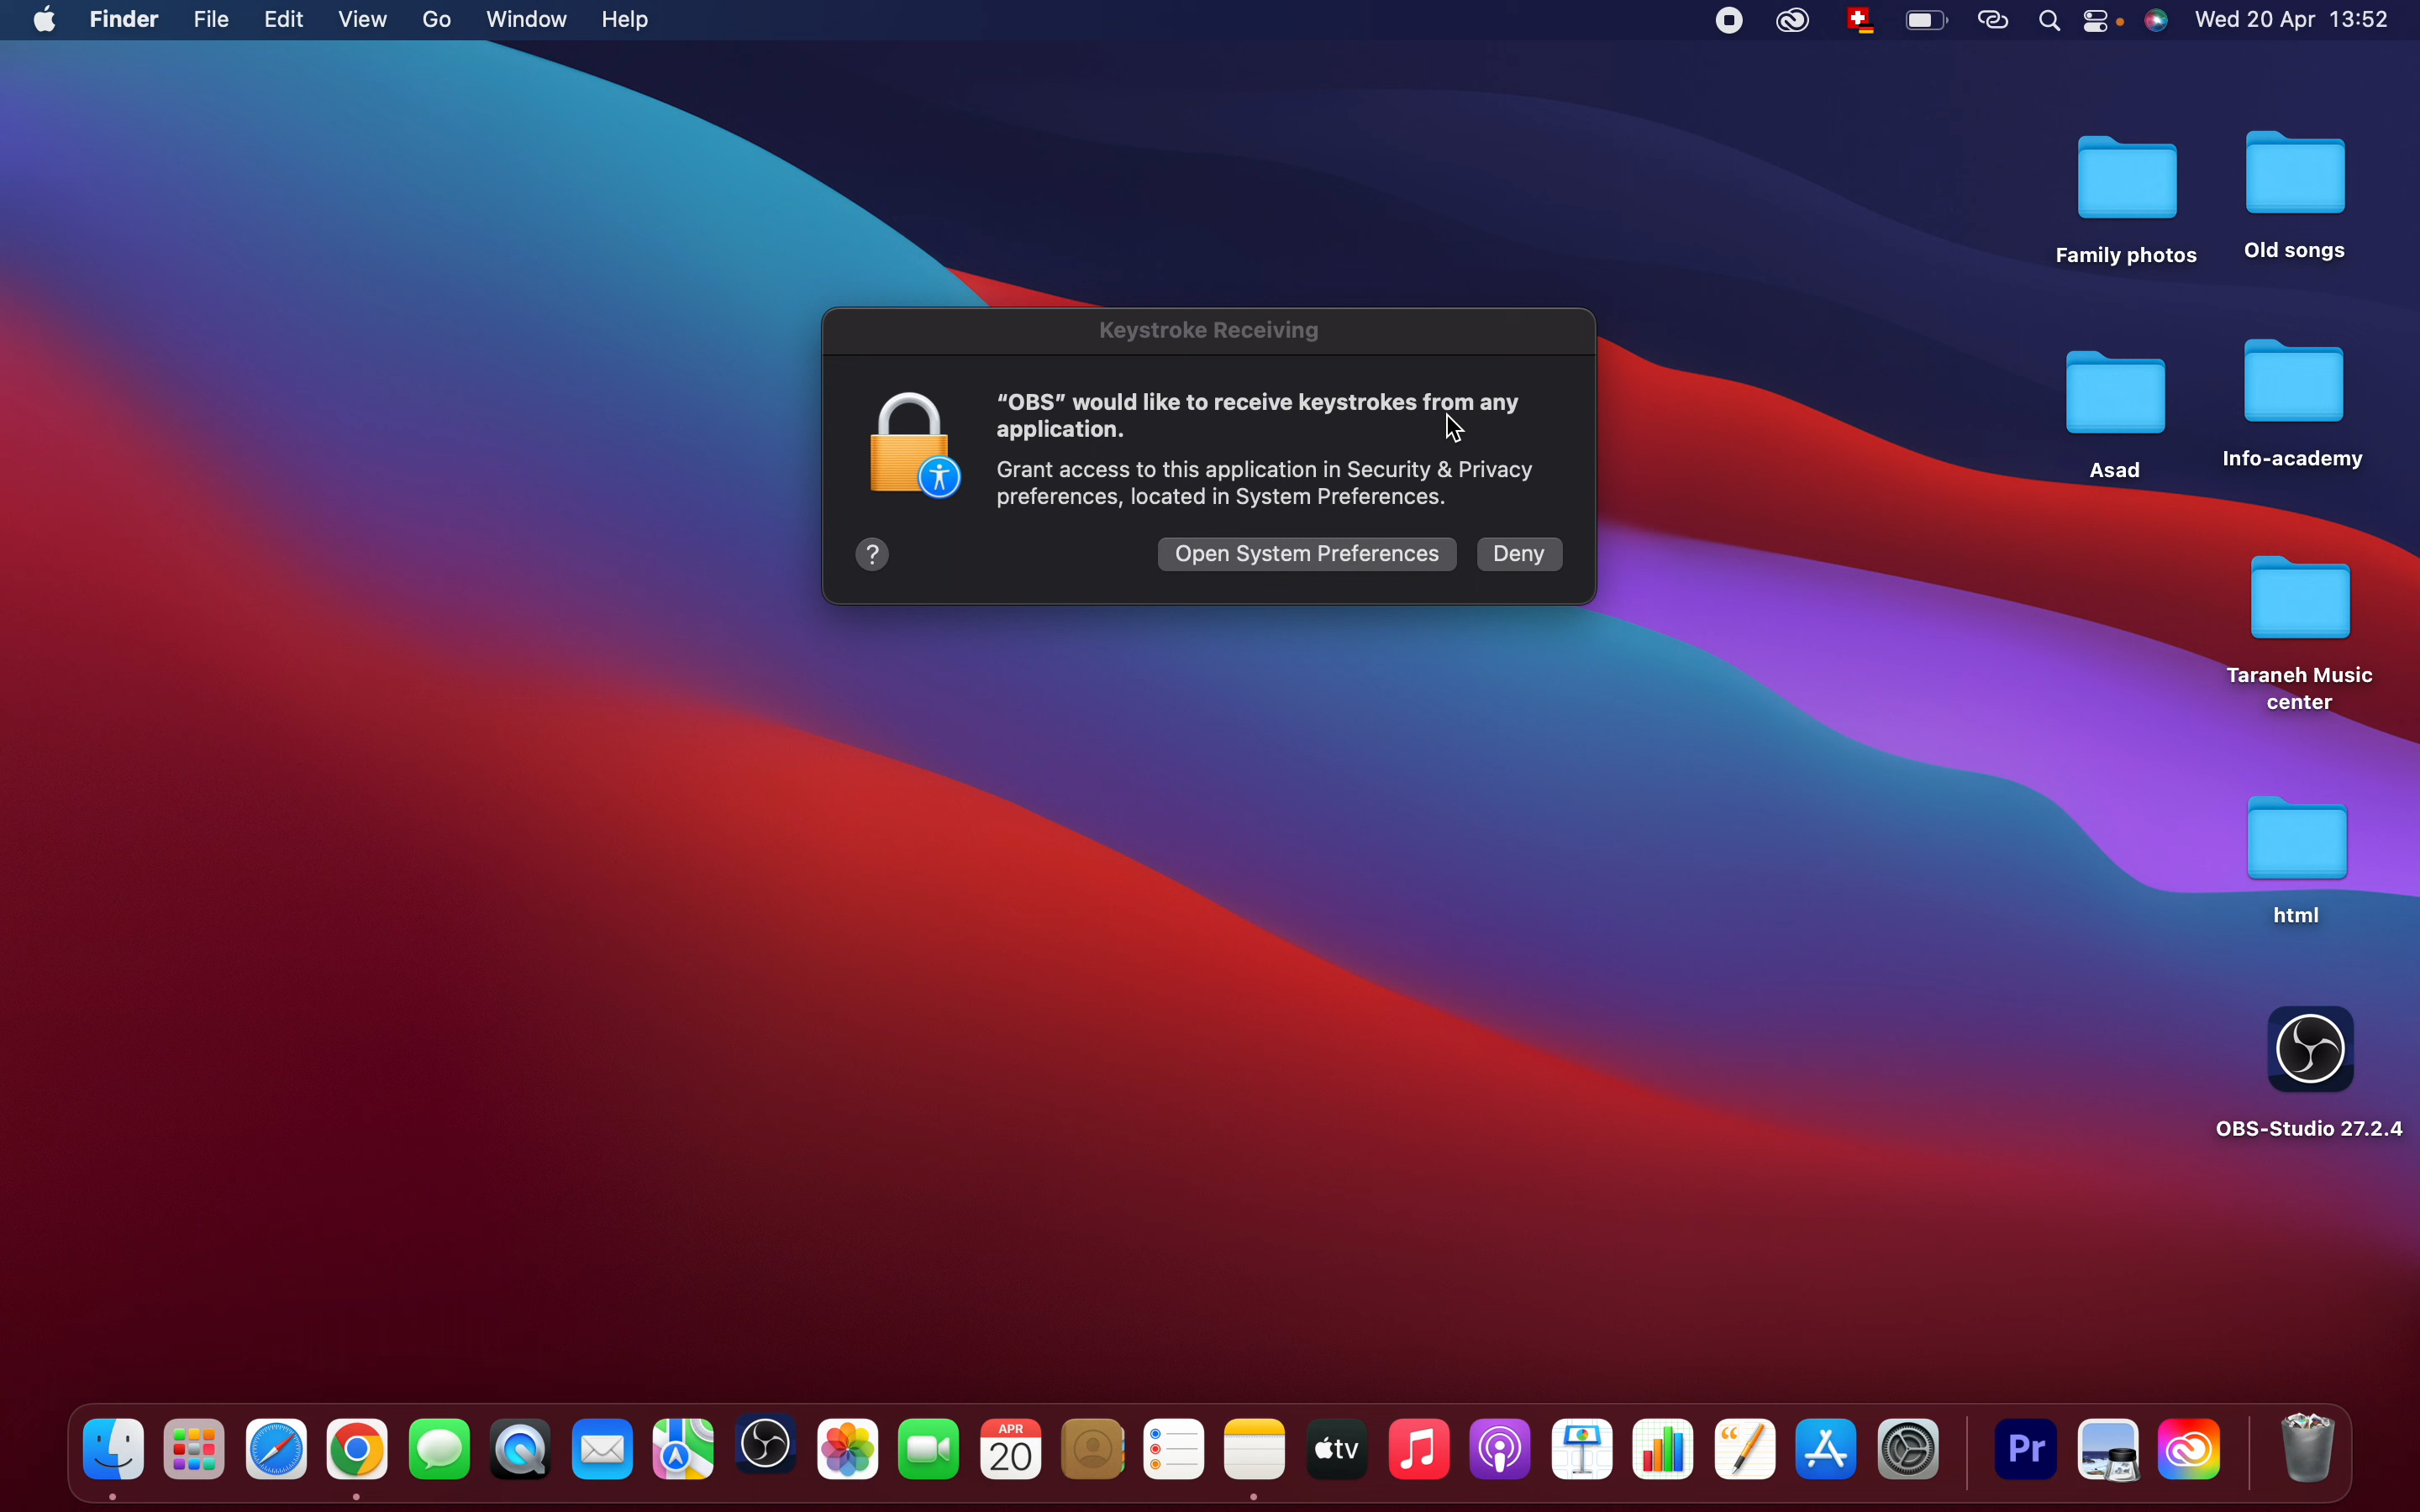 Finder File Edit View Go Window Help Wed 20 Apr 13:52
Family photos Old songs
Keystroke Receiving
“OBS” would like to receive keystrokes from any
application.
Grant access to this application in Security & Privacy
preferences, located in System Preferences.
? Open System Preferences Deny
Asad Info-academy
Taraneh Music
center
html
OBS-Studio 27.2.4
APR
20
tv
Pr